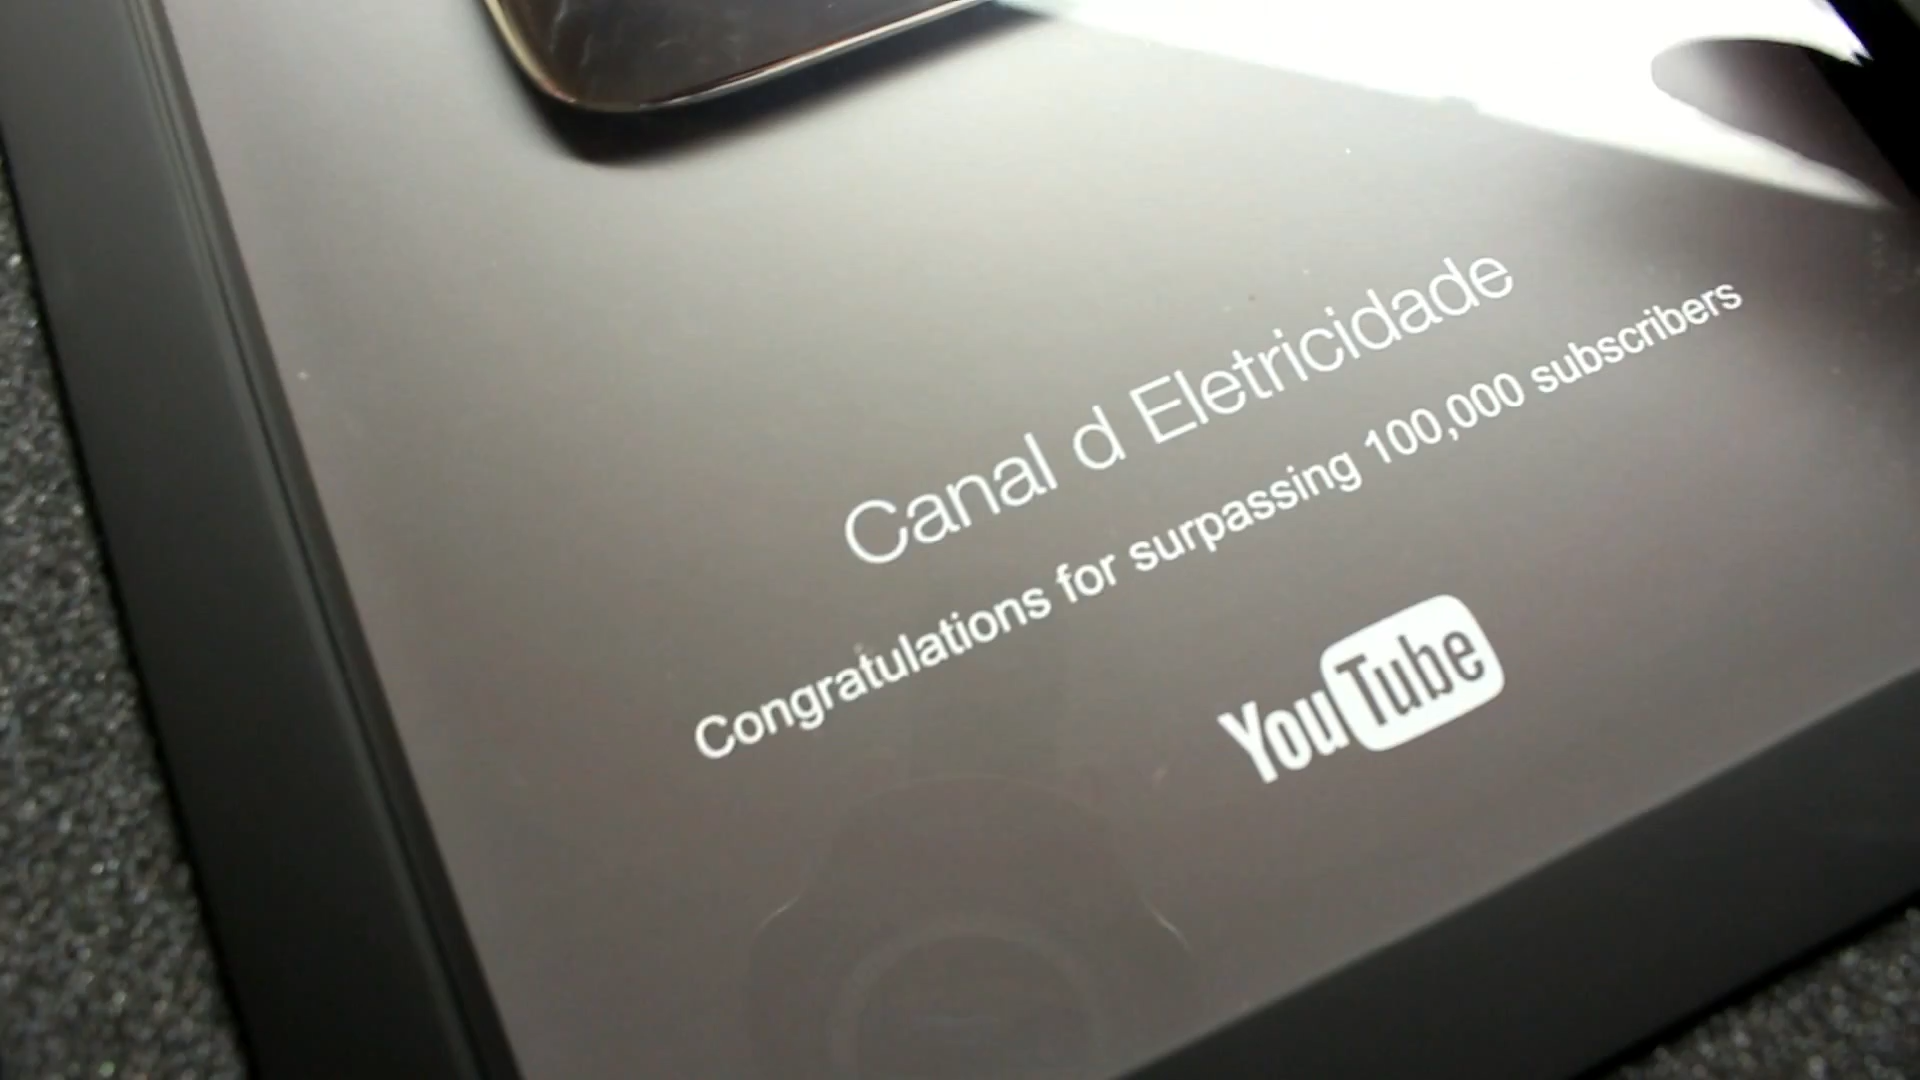 Canal d Eletricidade
Congratulations for surpassing 100,000 subscribers
YouTube